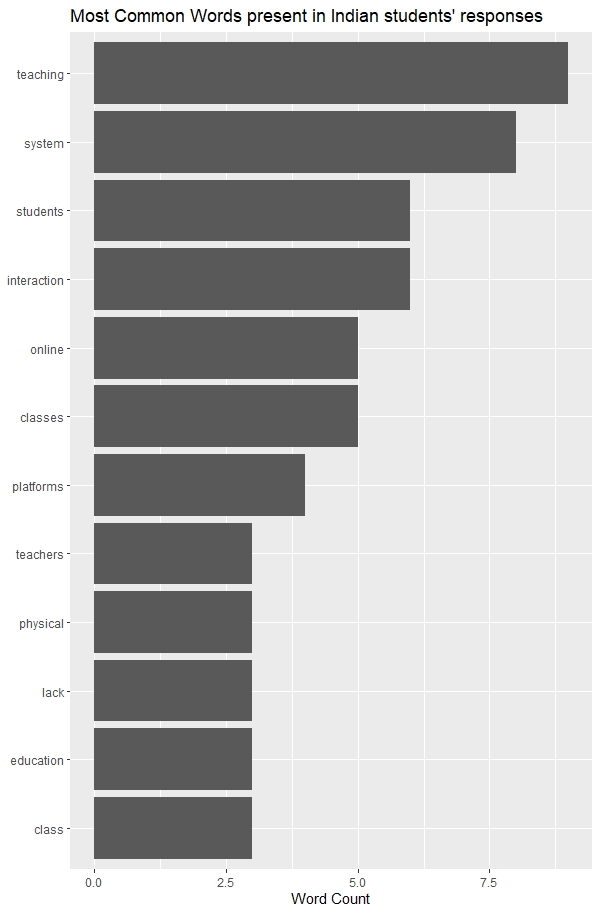 Most Common Words present in Indian students' responses
teaching
system
students
interaction
online
classes
platforms
teachers
physical
lack
education
class
0.0 2.5 5.0 7.5
Word Count